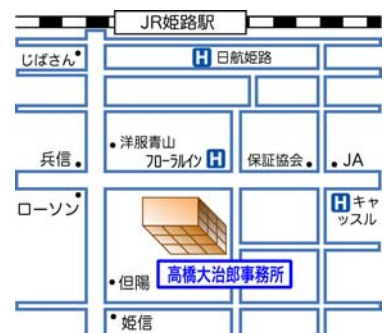 JR姫路駅
じばさん
H 日航姫路
洋服青山
フローラルイン H
兵信
保証協会
JA
ローソン
H キャ
ッスル
高橋大治郎事務所
但陽
姫信